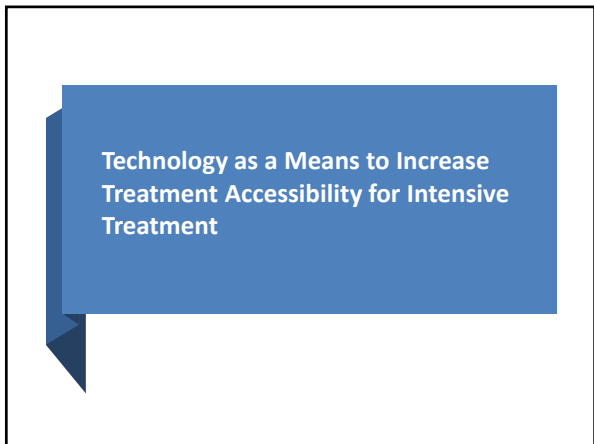 Technology as a Means to Increase
Treatment Accessibility for Intensive
Treatment